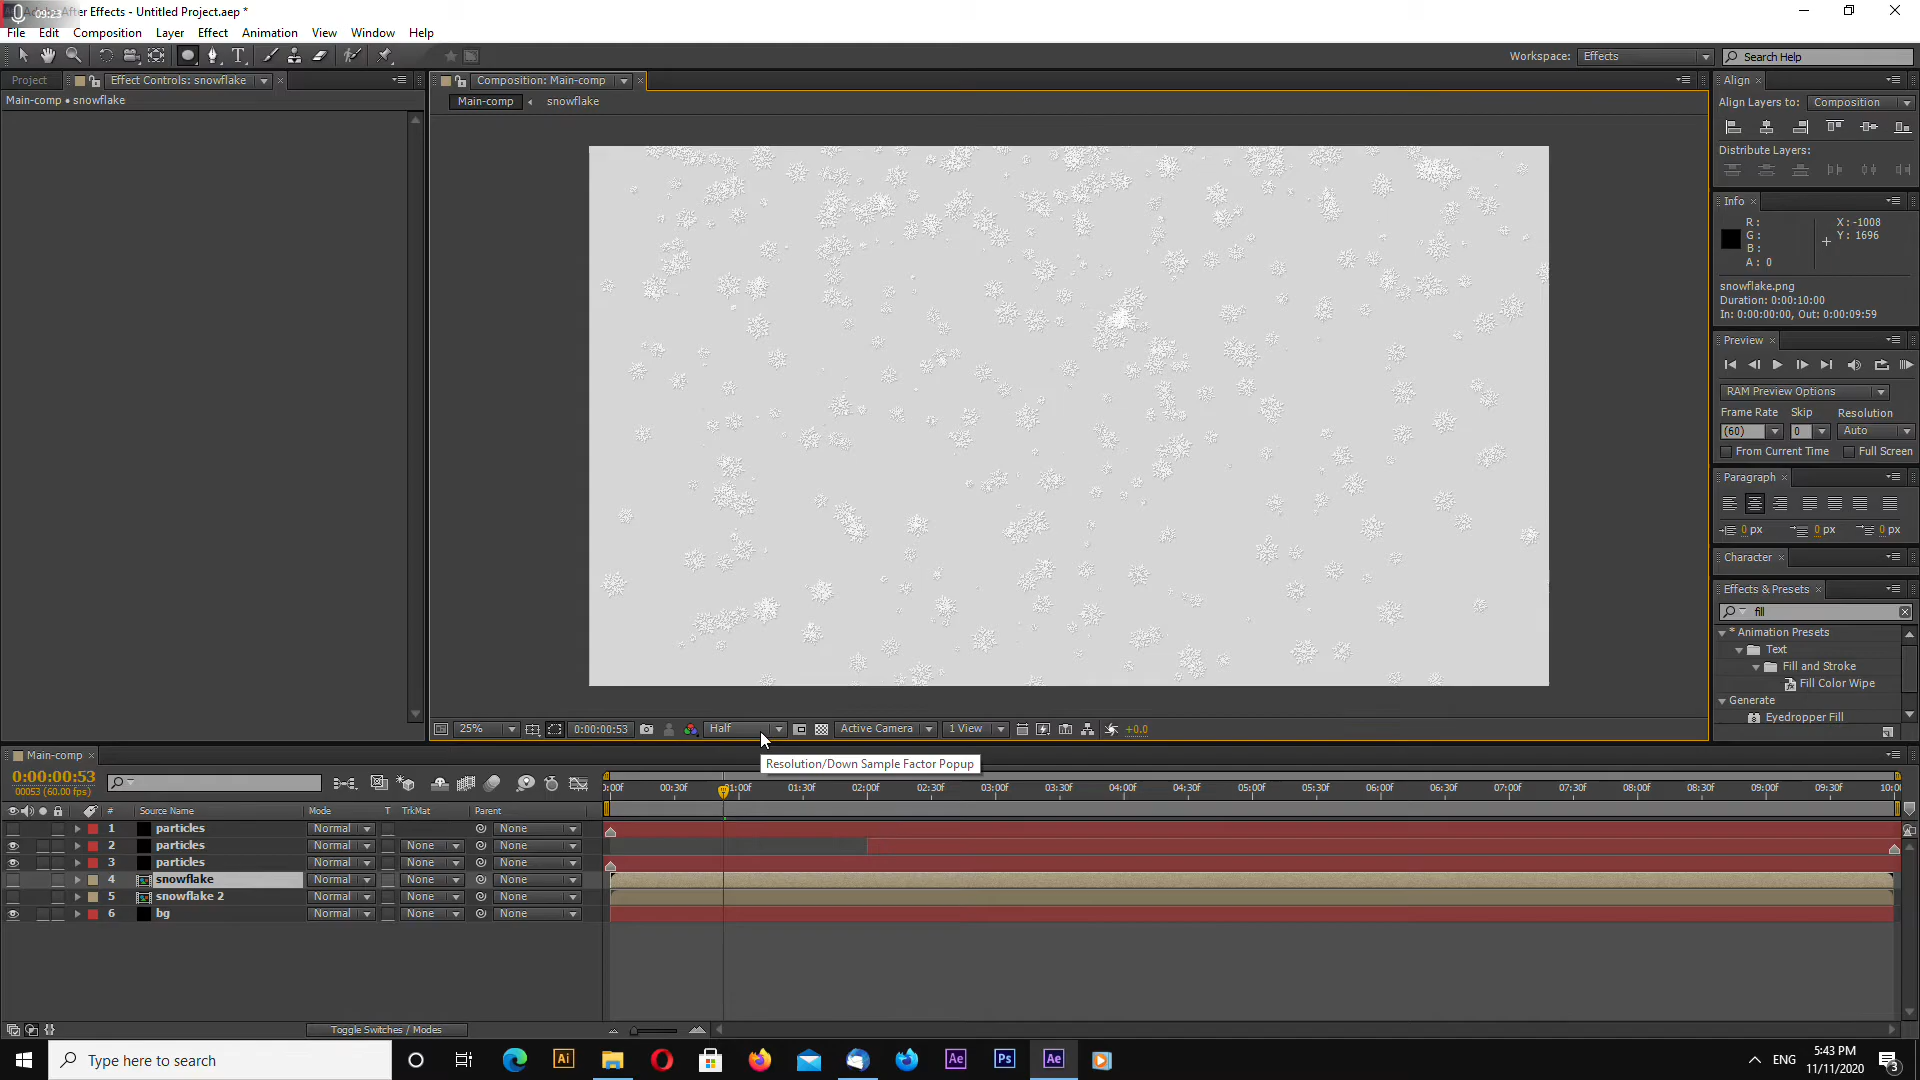 09:23
After Effects - Untitled Project.aep *
File Edit Composition Layer Effect Animation View Window Help
Workspace: Effects Search Help
Project Effect Controls: snowflake
Main-comp • snowflake
Composition: Main-comp
Main-comp snowflake
Align
Align Layers to: Composition
Distribute Layers:
Info
R :
G :
B :
A : 0
X : -1008
Y : 1696
snowflake.png
Duration: 0:00:10:00
In: 0:00:00:00, Out: 0:00:09:59
Preview
RAM Preview Options
Frame Rate Skip Resolution
(60) 0 Auto
From Current Time Full Screen
Paragraph
0 px 0 px 0 px
Character
Effects & Presets
fill
* Animation Presets
Text
Fill and Stroke
Fill Color Wipe
Generate
Eyedropper Fill
25% 0:00:00:53 Half Active Camera 1 View +0.0
Resolution/Down Sample Factor Popup
Main-comp
0:00:00:53
00053 (60.00 fps)
:00f 00:30f 01:00f 01:30f 02:00f 02:30f 03:00f 03:30f 04:00f 04:30f 05:00f 05:30f 06:00f 06:30f 07:00f 07:30f 08:00f 08:30f 09:00f 09:30f 10:0
# Source Name Mode T TrkMat Parent
1 particles Normal None
2 particles Normal None None
3 particles Normal None None
4 snowflake Normal None None
5 snowflake 2 Normal None None
6 bg Normal None None
Toggle Switches / Modes
Type here to search
Ai Ae Ps Ae
ENG
5:43 PM
11/11/2020
3